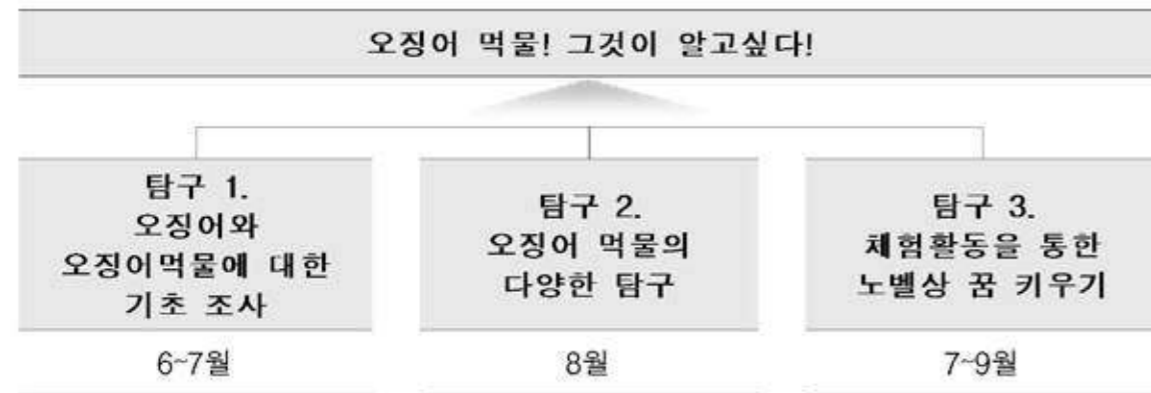 오징어 먹물! 그것이 알고싶다!
탐구 1.
오징어와
오징어먹물에 대한
기초 조사
6~7월
탐구 2.
오징어 먹물의
다양한 탐구
8월
탐구 3.
체험활동을 통한
노벨상 꿈 키우기
7~9월